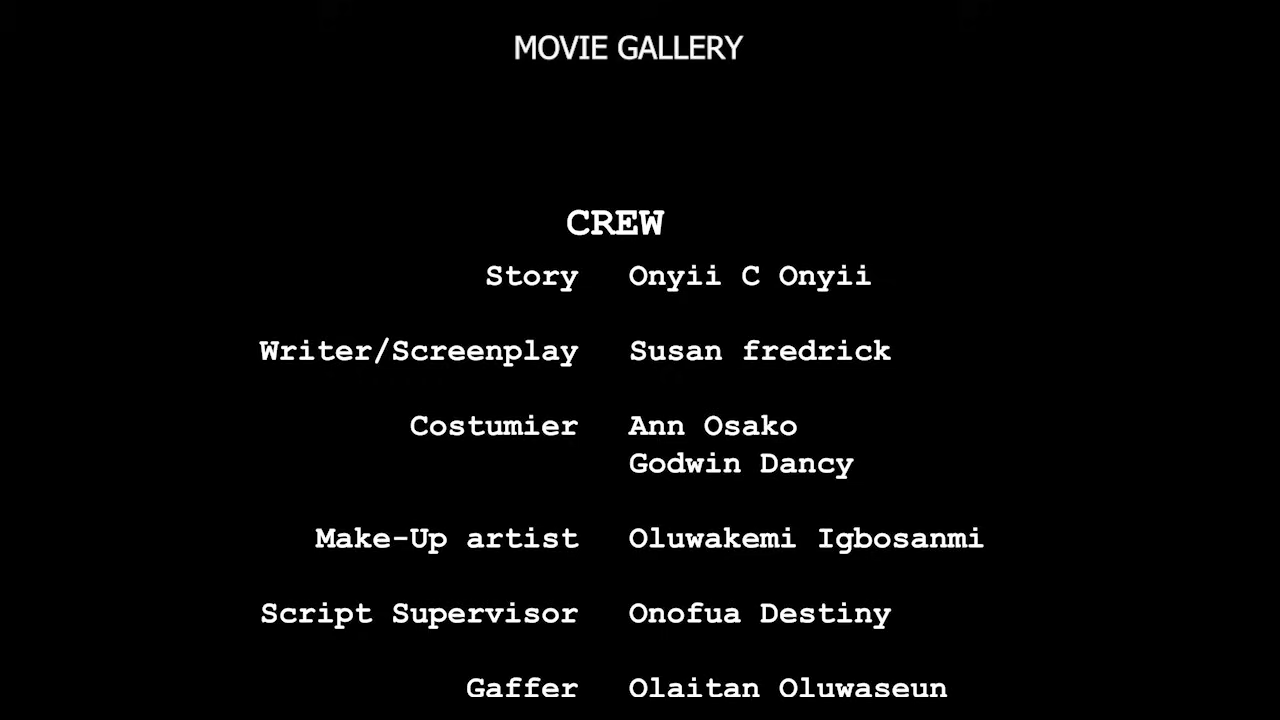 MOVIE GALLERY
CREW
Story Onyii C Onyii
Writer/Screenplay Susan fredrick
Costumier Ann Osako
Godwin Dancy
Make-Up artist Oluwakemi Igbosanmi
Script Supervisor Onofua Destiny
Gaffer Olaitan Oluwaseun